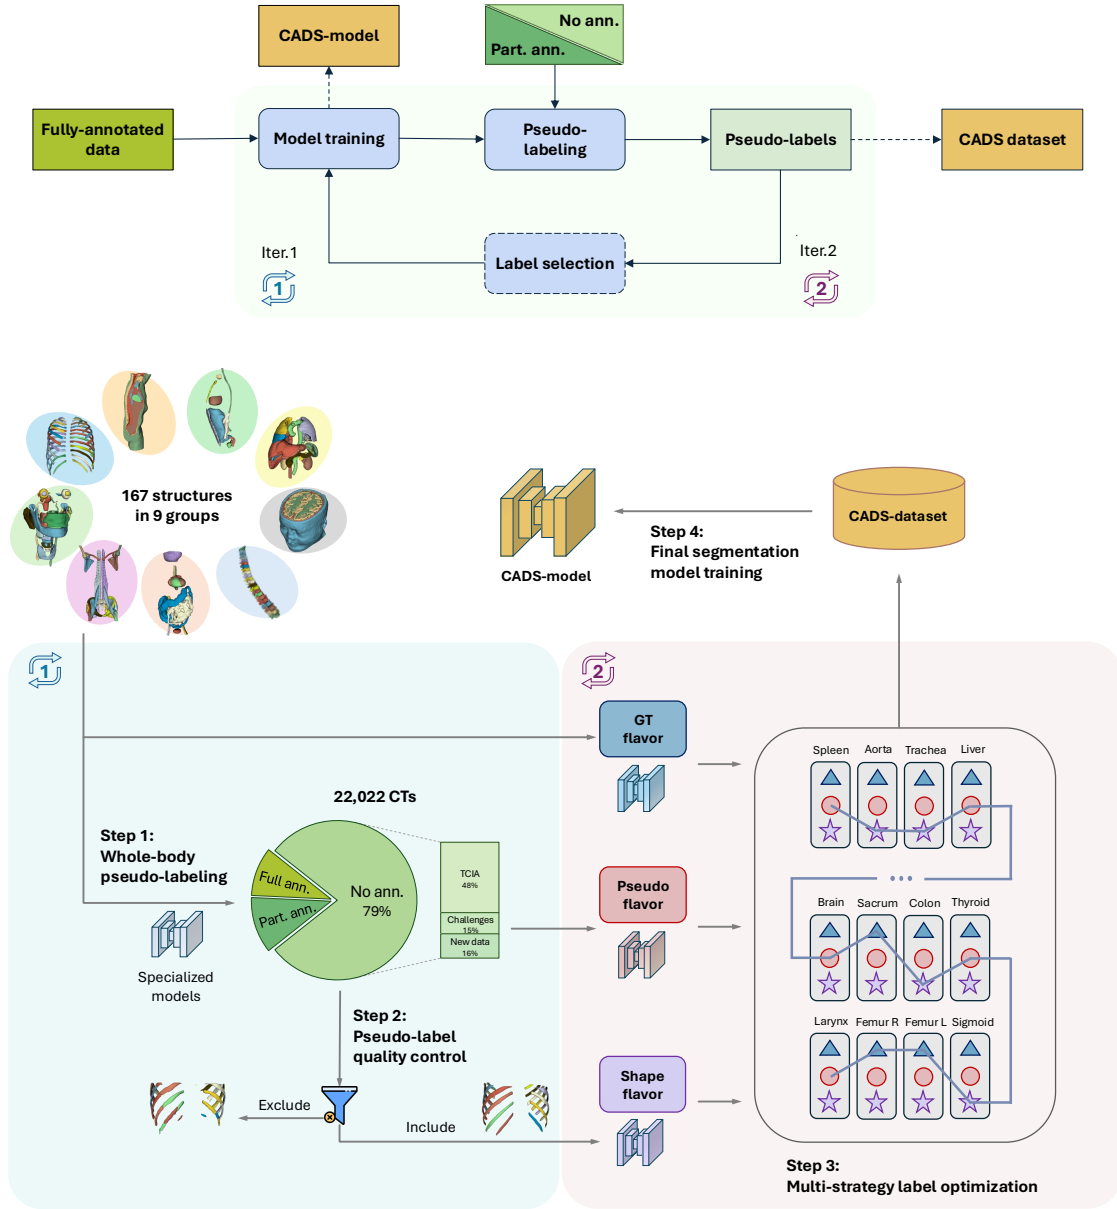 CADS-model
No ann.
Part. ann.
Fully-annotated
data
Model training
Pseudo-
labeling
Pseudo-labels
CADS dataset
Label selection
Iter.1
1
Iter.2
2
167 structures
in 9 groups
CADS-model
Step 4:
Final segmentation
model training
CADS-dataset
1
2
GT
flavor
Spleen Aorta Trachea Liver
22,022 CTs
Step 1:
Whole-body
pseudo-labeling
Full ann.
Part. ann.
No ann.
79%
TCIA
48%
Challenges
15%
New data
16%
Specialized
models
Pseudo
flavor
Brain Sacrum Colon Thyroid
Step 2:
Pseudo-label
quality control
Larynx Femur R Femur L Sigmoid
Shape
flavor
Exclude
Include
Step 3:
Multi-strategy label optimization